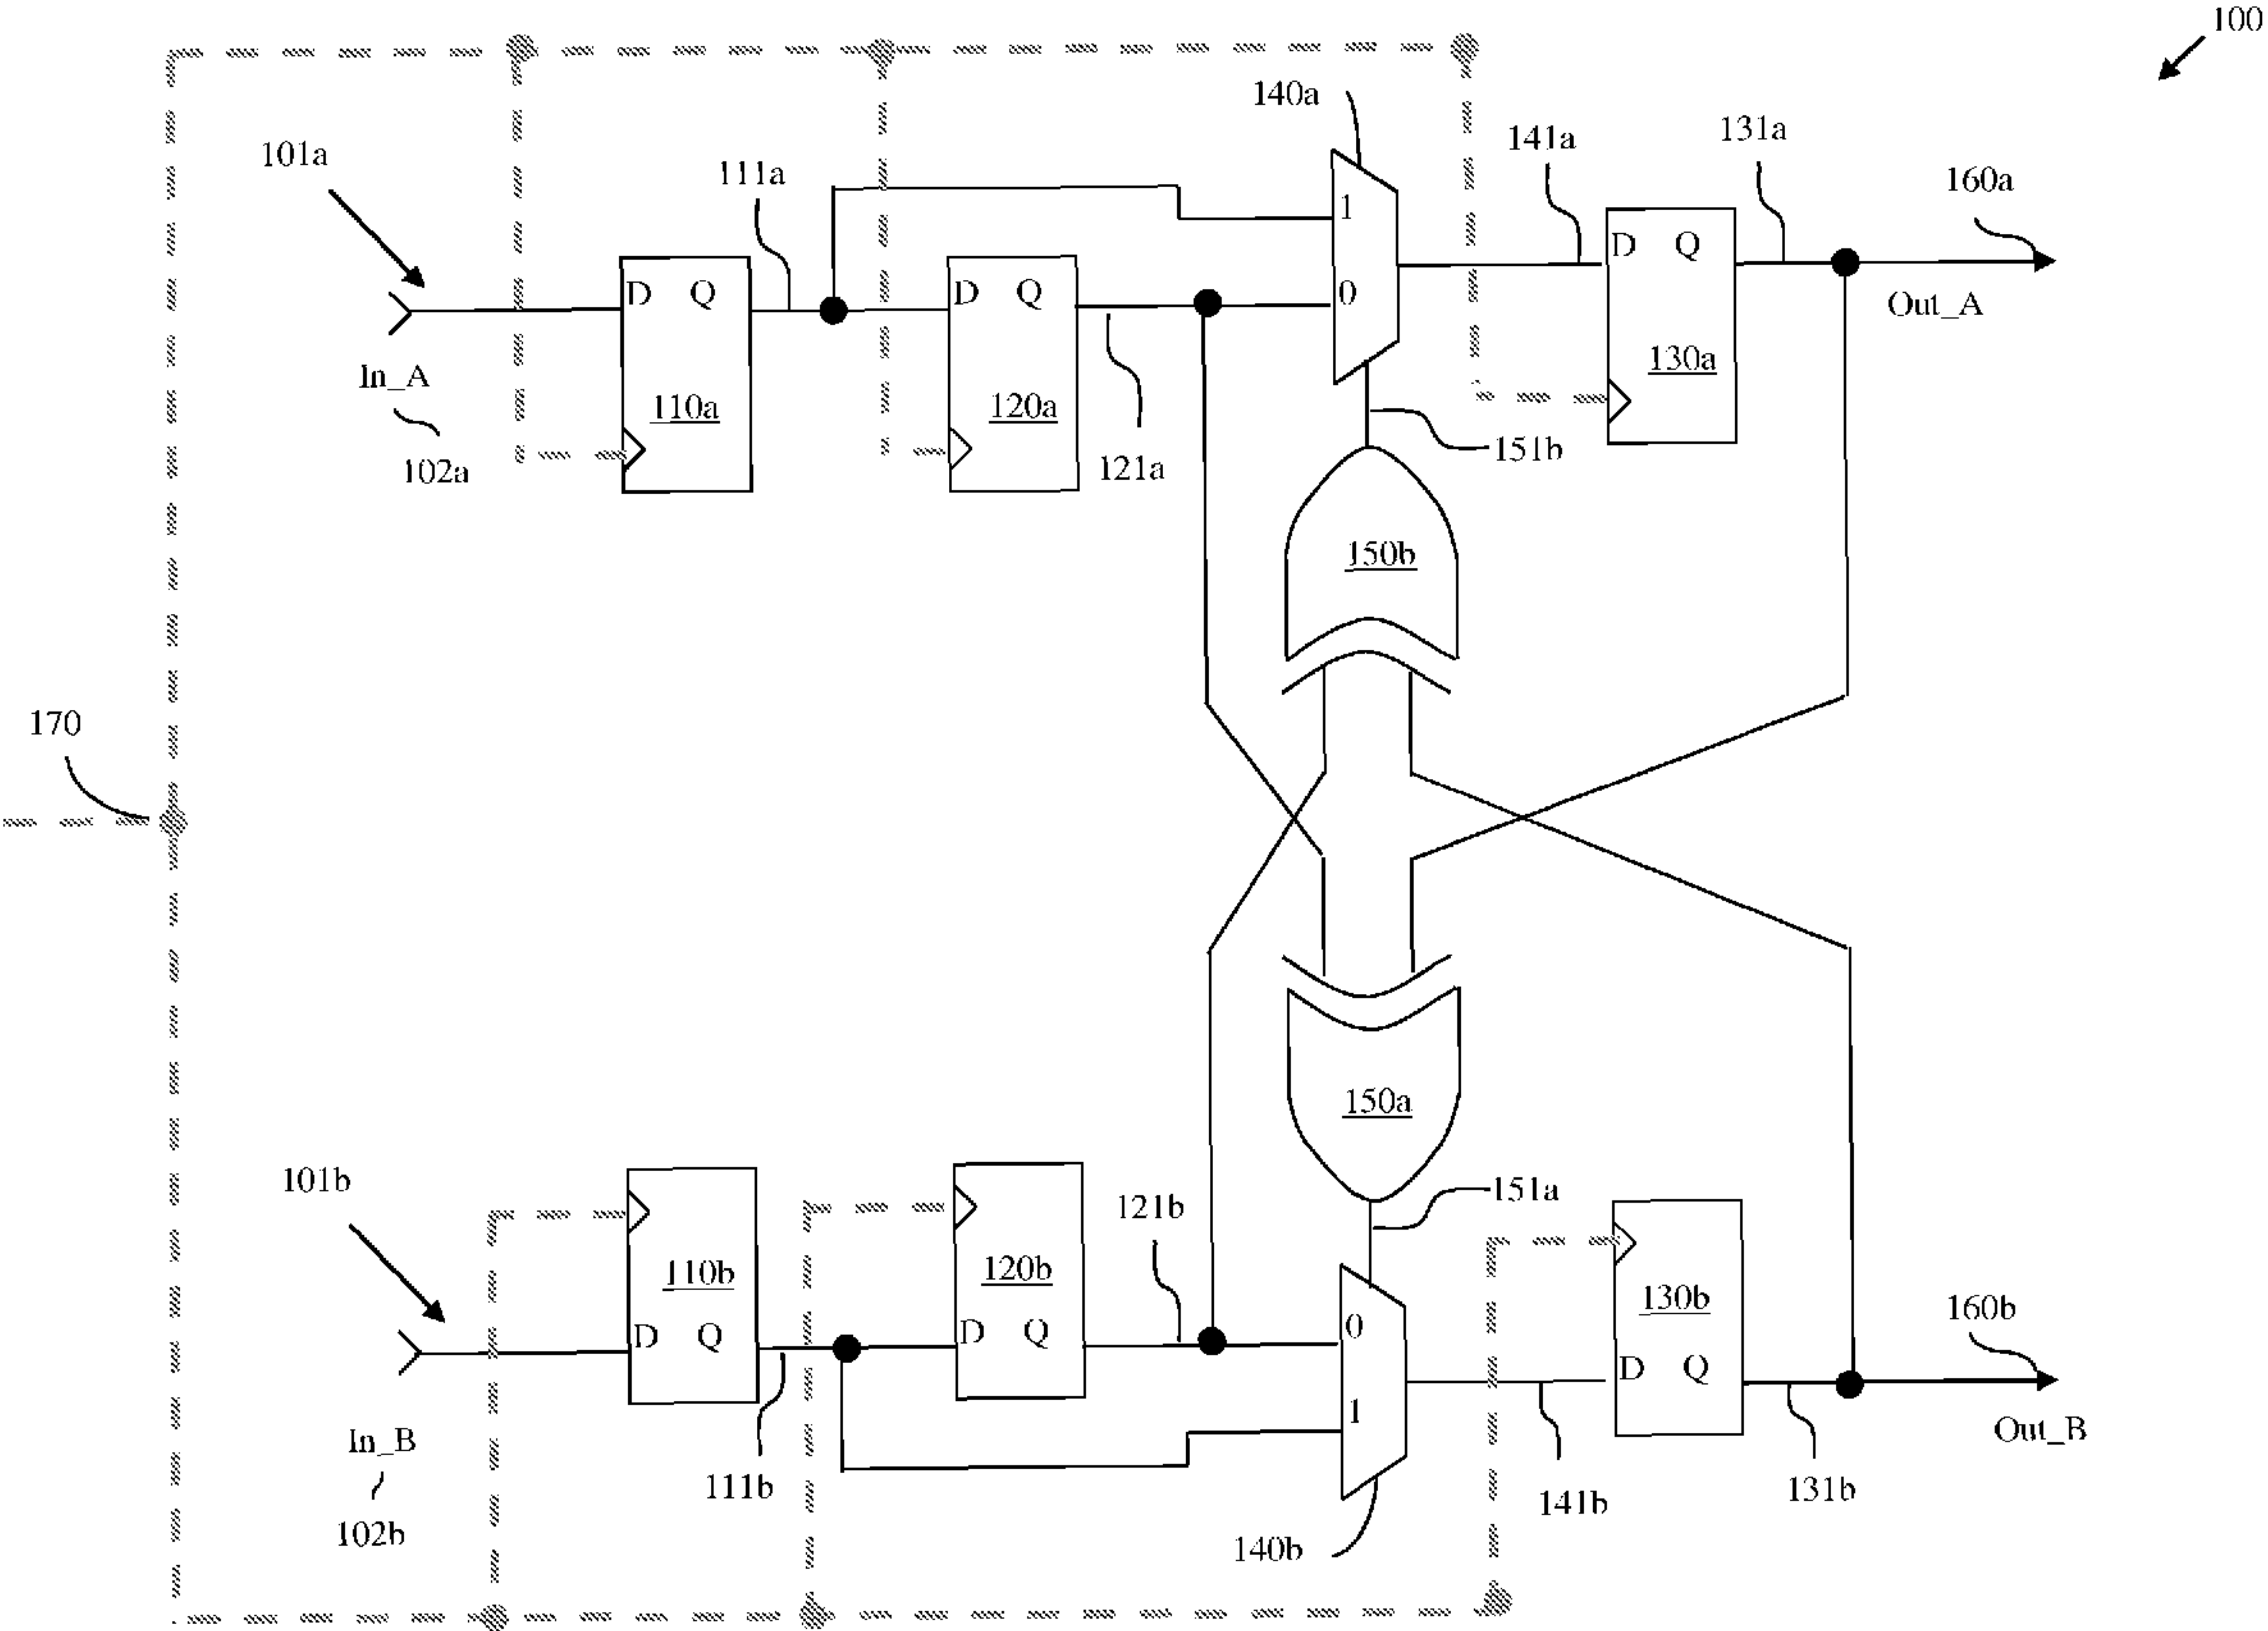 100
140a
141a
131a
160a
101a
111a
1
D Q
Out_A
D Q
D Q
0
130a
In_A
110a
120a
102a
121a
151b
150b
170
150a
101b
121b
151a
110b
120b
130b
160b
D Q
D Q
0
D Q
1
Out_B
In_B
111b
141b
131b
102b
140b